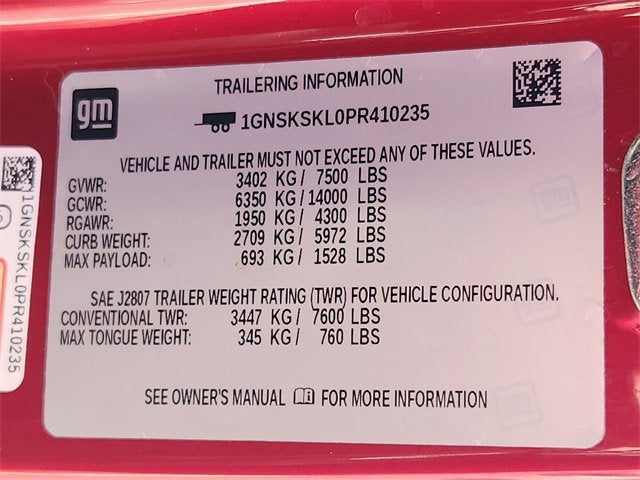 gm
TRAILERING INFORMATION
1GNSKSKL0PR410235
VEHICLE AND TRAILER MUST NOT EXCEED ANY OF THESE VALUES.
GVWR: 3402 KG / 7500 LBS
GCWR: 6350 KG / 14000 LBS
RGAWR: 1950 KG / 4300 LBS
CURB WEIGHT: 2709 KG / 5972 LBS
MAX PAYLOAD: 693 KG / 1528 LBS
SAE J2807 TRAILER WEIGHT RATING (TWR) FOR VEHICLE CONFIGURATION.
CONVENTIONAL TWR: 3447 KG / 7600 LBS
MAX TONGUE WEIGHT: 345 KG / 760 LBS
SEE OWNER'S MANUAL FOR MORE INFORMATION
1GNSKSKL0PR410235